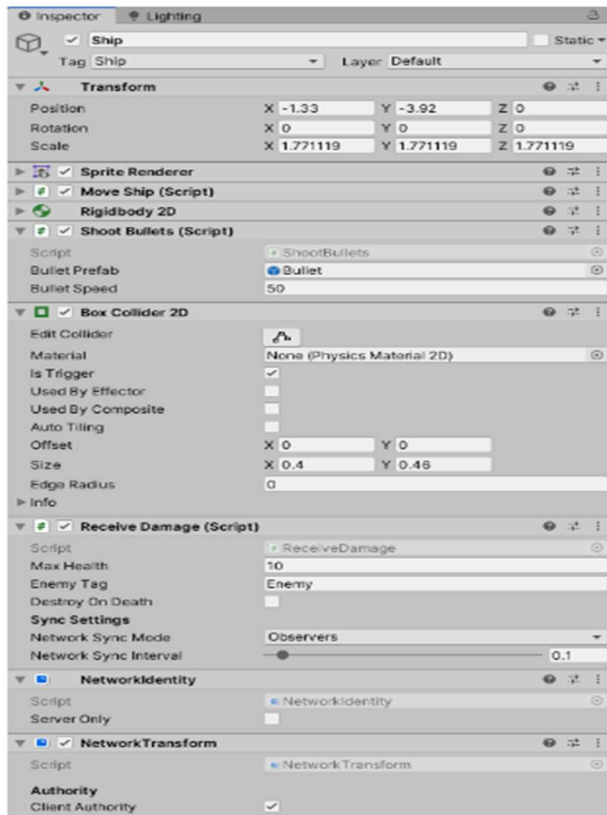 Inspector Lighting
Ship Static
Tag Ship Layer Default
Transform
Position X -1.33 Y -3.92 Z 0
Rotation X 0 Y 0 Z 0
Scale X 1.771119 Y 1.771119 Z 1.771119
Sprite Renderer
Move Ship (Script)
Rigidbody 2D
Shoot Bullets (Script)
Script ShootBullets
Bullet Prefab Bullet
Bullet Speed 50
Box Collider 2D
Edit Collider
Material None (Physics Material 2D)
Is Trigger
Used By Effector
Used By Composite
Auto Tiling
Offset X 0 Y 0
Size X 0.4 Y 0.46
Edge Radius 0
Info
Receive Damage (Script)
Script ReceiveDamage
Max Health 10
Enemy Tag Enemy
Destroy On Death
Sync Settings
Network Sync Mode Observers
Network Sync Interval 0.1
NetworkIdentity
Script NetworkIdentity
Server Only
NetworkTransform
Script NetworkTransform
Authority
Client Authority